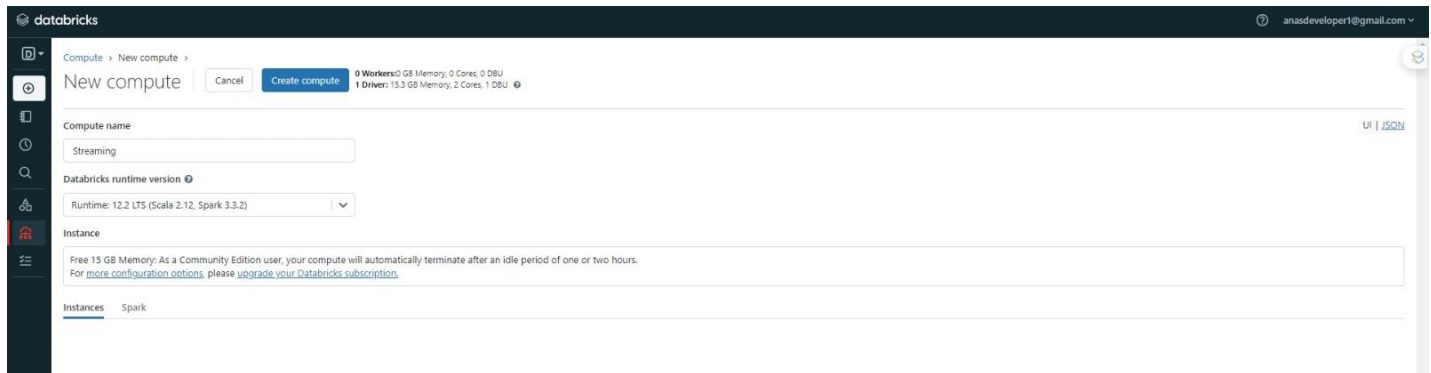 databricks
anasdeveloper1@gmail.com
D
Compute > New compute >
New compute
Cancel
Create compute
0 Workers:0 GB Memory, 0 Cores, 0 DBU
1 Driver: 15.3 GB Memory, 2 Cores, 1 DBU
Compute name
UI | JSON
Streaming
Databricks runtime version
Runtime: 12.2 LTS (Scala 2.12, Spark 3.3.2)
Instance
Free 15 GB Memory: As a Community Edition user, your compute will automatically terminate after an idle period of one or two hours.
For more configuration options, please upgrade your Databricks subscription.
Instances Spark